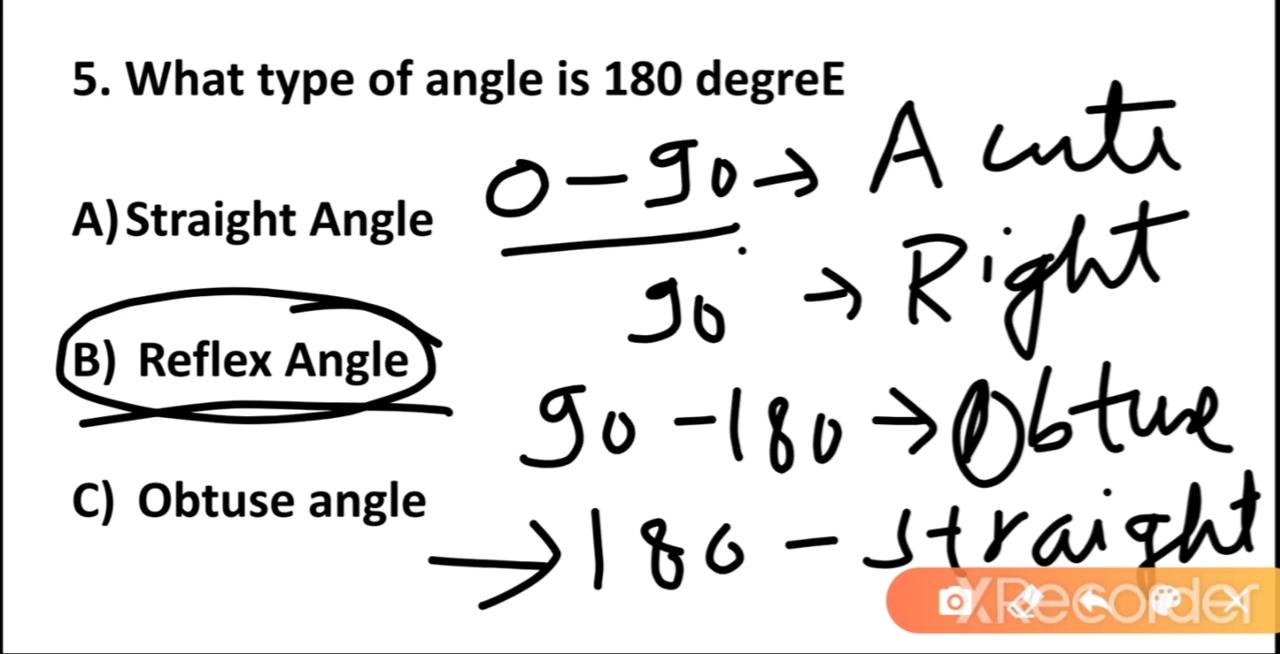 5. What type of angle is 180 degreE
0 – 90 → Acute
A) Straight Angle
90 → Right
B) Reflex Angle
90 – 180 → Obtuse
C) Obtuse angle
→ 180 – straight
XRecorder